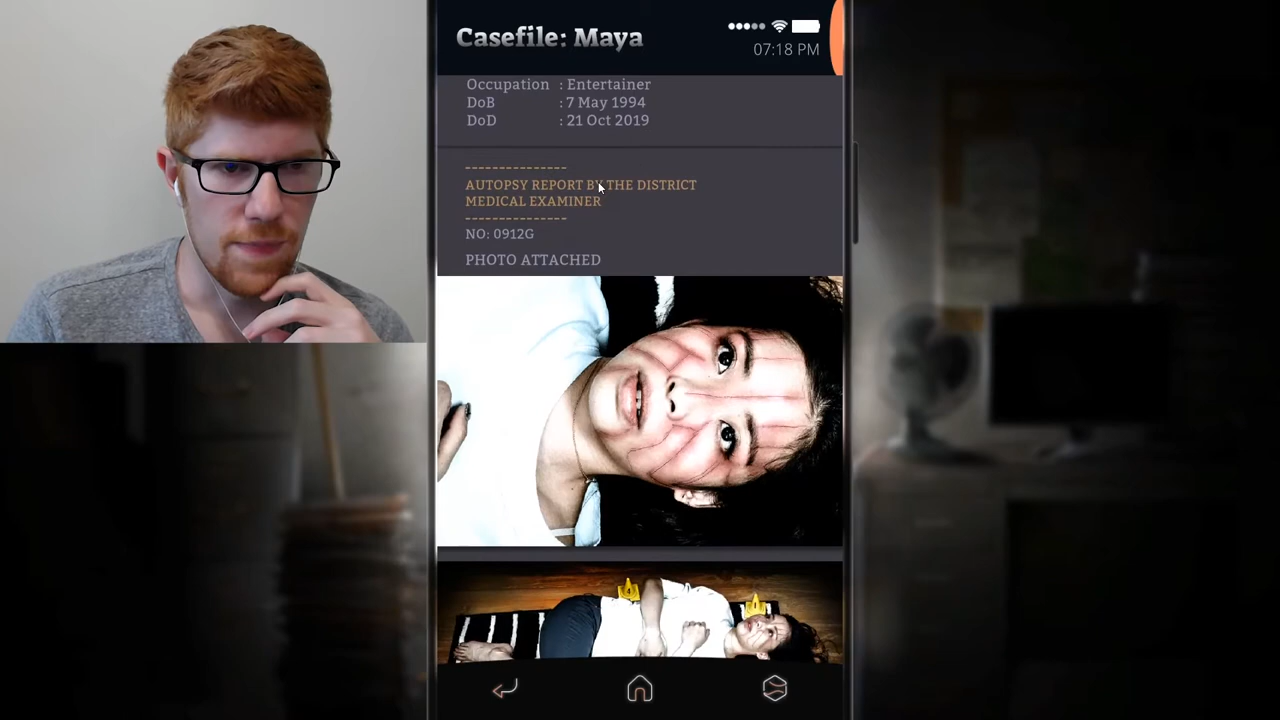 Casefile: Maya
07:18 PM
Occupation : Entertainer
DoB : 7 May 1994
DoD : 21 Oct 2019
---------------
AUTOPSY REPORT BY THE DISTRICT
MEDICAL EXAMINER
---------------
NO: 0912G
PHOTO ATTACHED